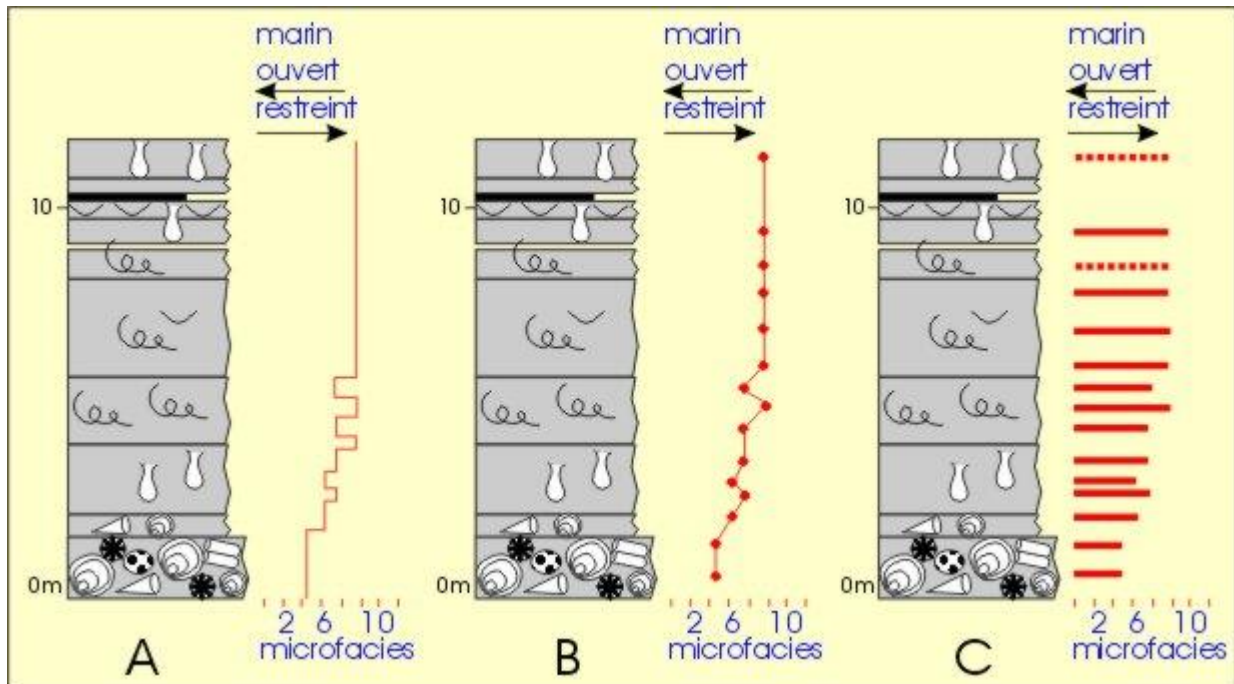 marin
ouvert
restreint
10
0m
2 6 10
microfacies
A
marin
ouvert
restreint
10
0m
2 6 10
microfacies
B
marin
ouvert
restreint
10
0m
2 6 10
microfacies
C